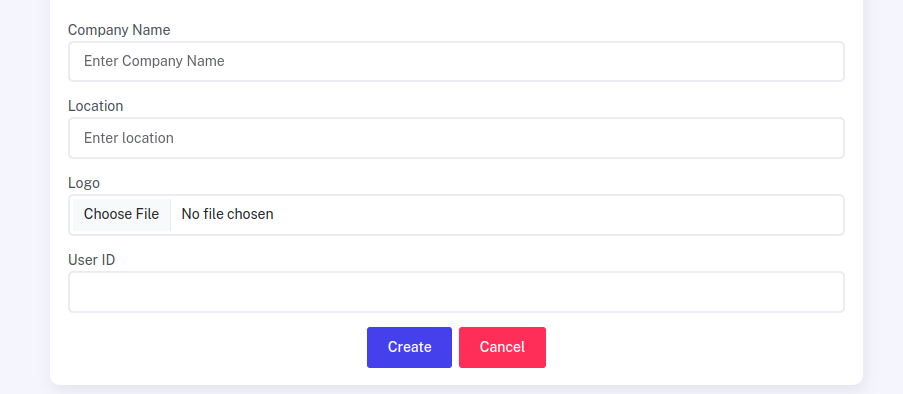 Company Name
Enter Company Name
Location
Enter location
Logo
Choose File No file chosen
User ID
Create Cancel